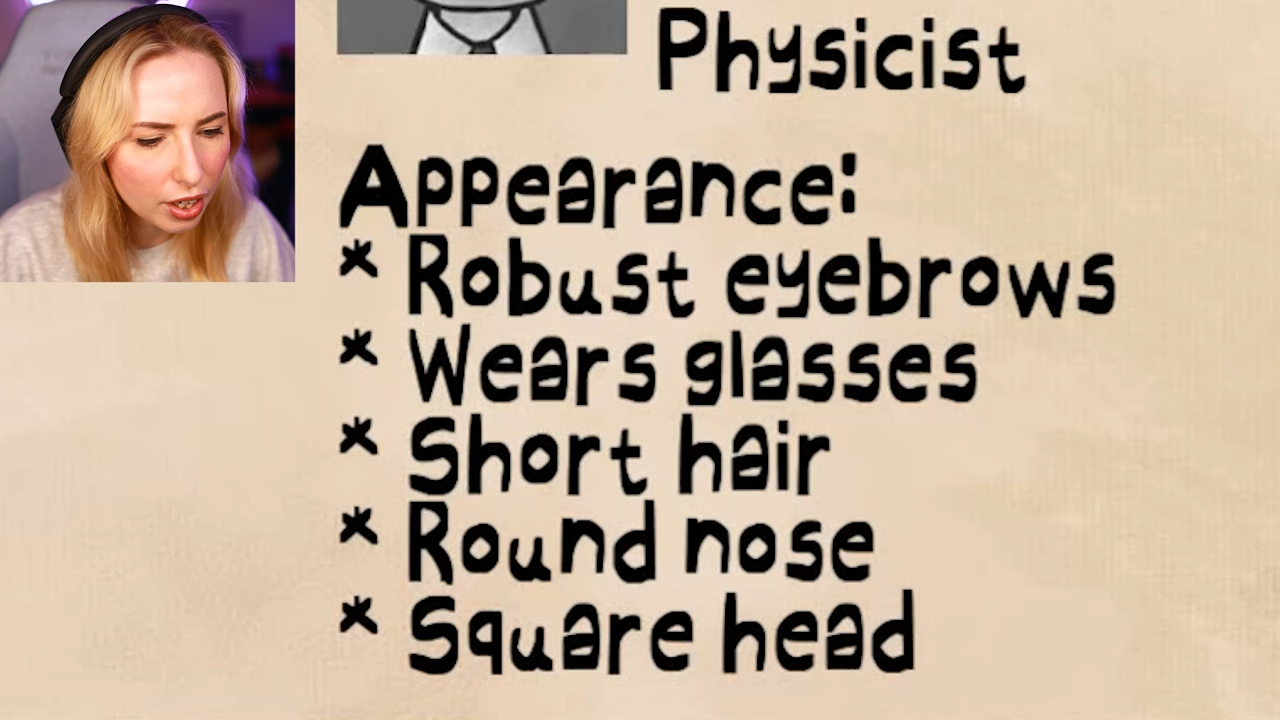 Physicist
Appearance:
* Robust eyebrows
* Wears glasses
* Short hair
* Round nose
* Square head